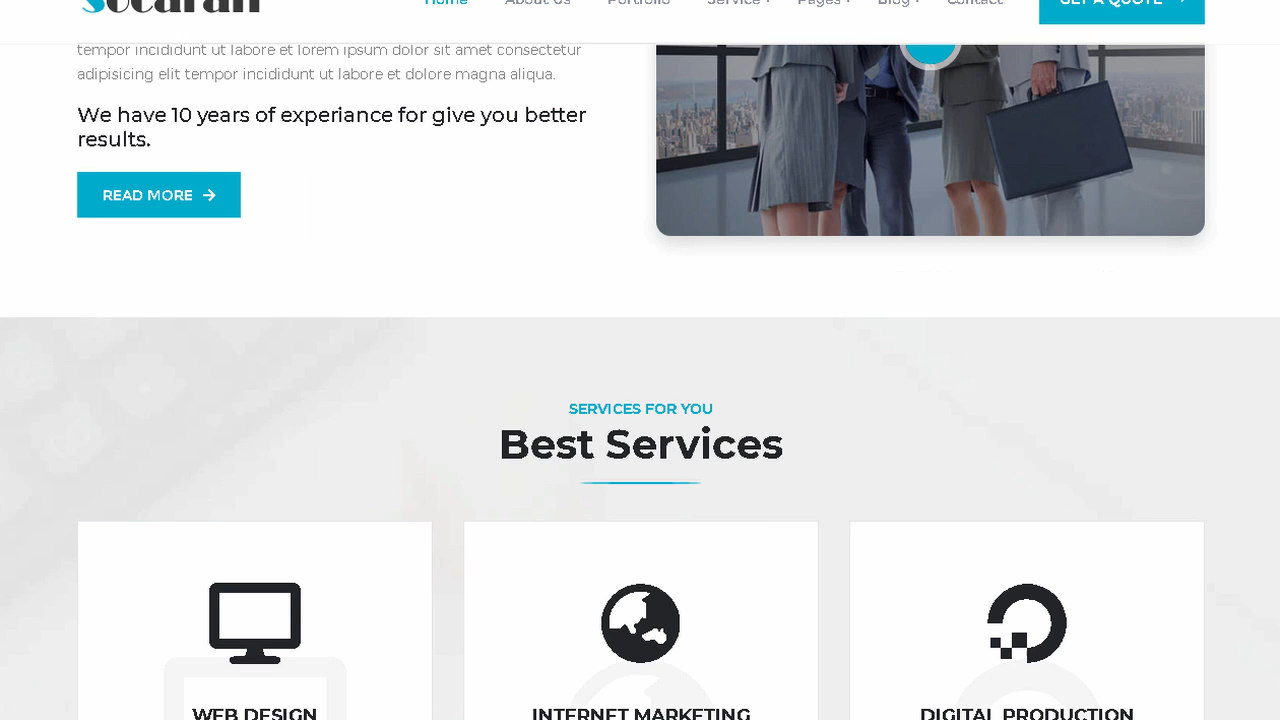 Socaran
Home About Us Portfolio Service Pages Blog Contact GET A QUOTE
tempor incididunt ut labore et lorem ipsum dolor sit amet consectetur
adipisicing elit tempor incididunt ut labore et dolore magna aliqua.
We have 10 years of experiance for give you better
results.
READ MORE
SERVICES FOR YOU
Best Services
WEB DESIGN
INTERNET MARKETING
DIGITAL PRODUCTION